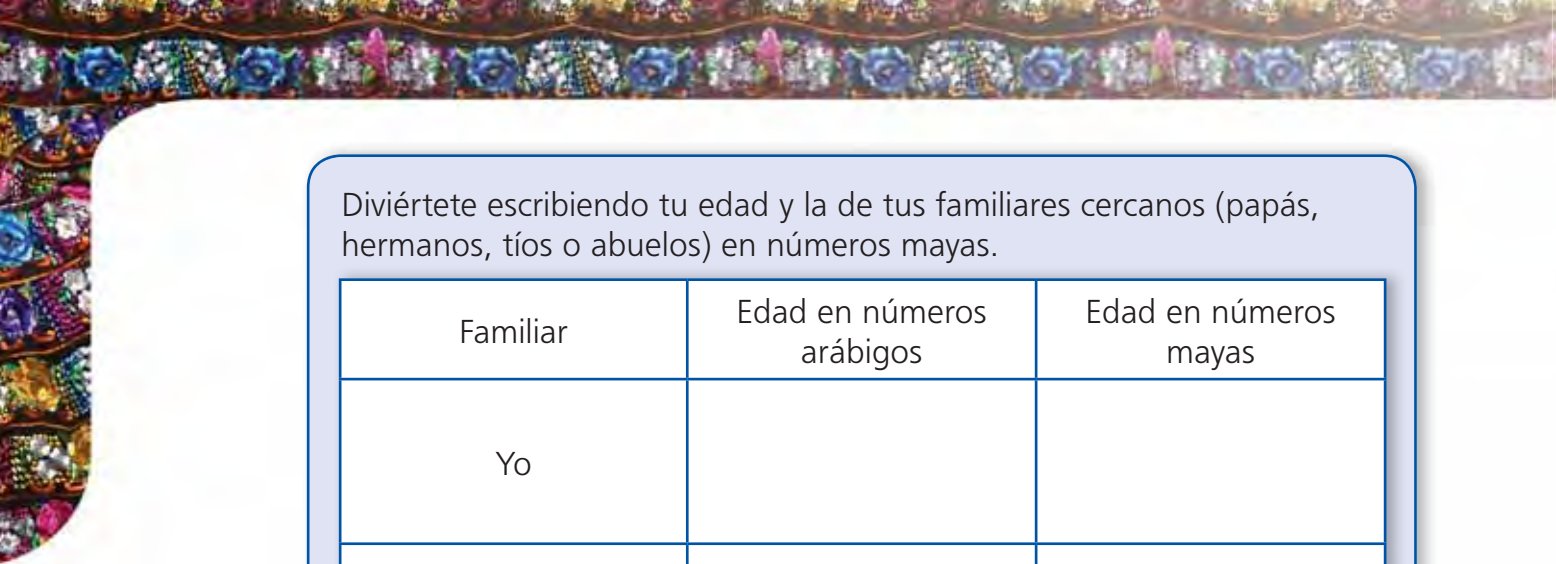 Diviértete escribiendo tu edad y la de tus familiares cercanos (papás,
hermanos, tíos o abuelos) en números mayas.
Familiar
Edad en números
arábigos
Edad en números
mayas
Yo